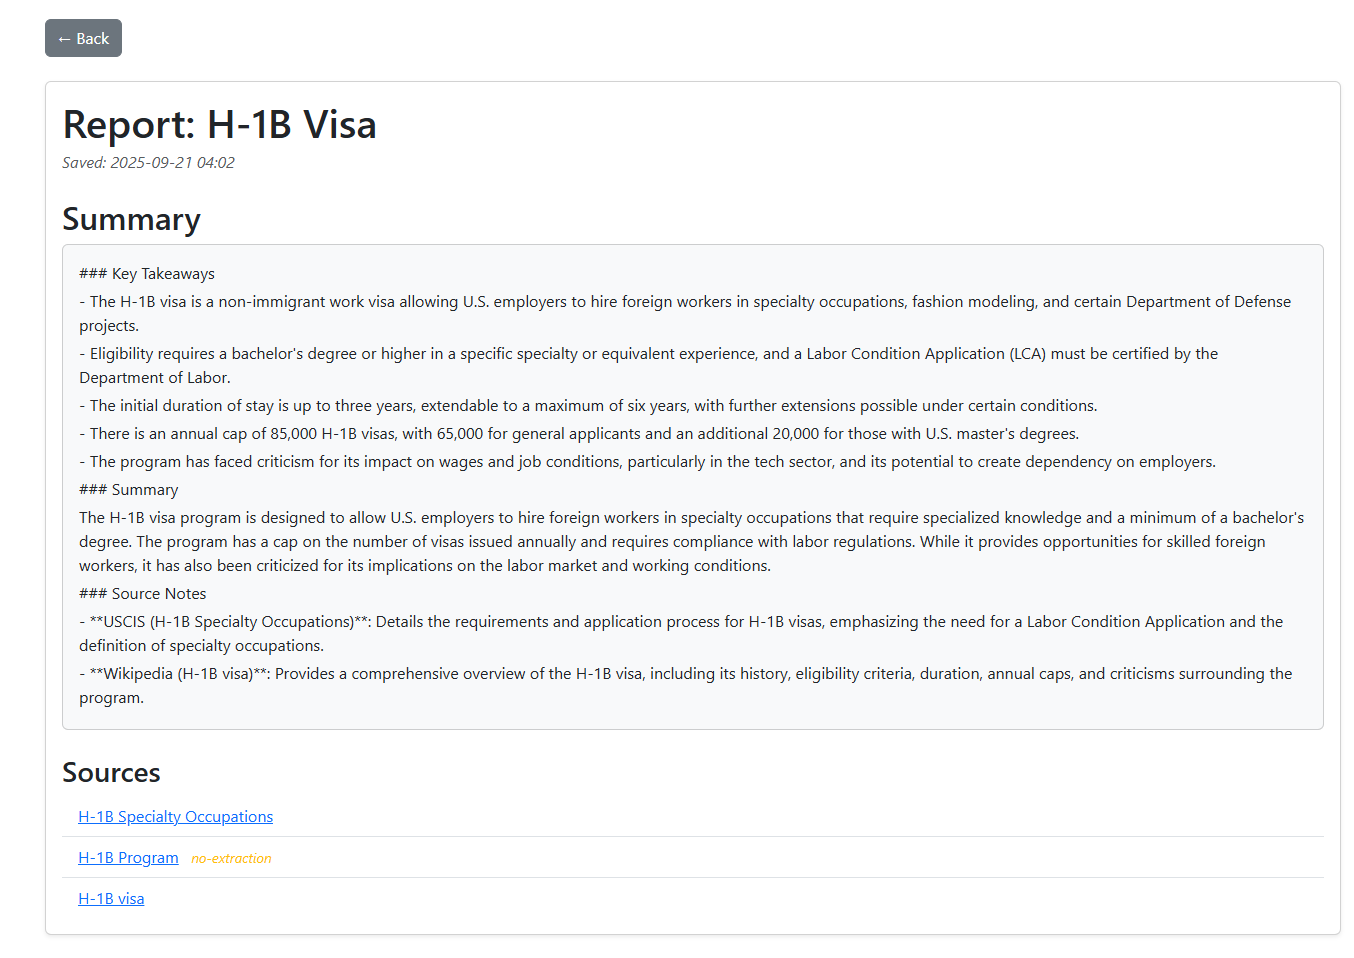 ← Back
Report: H-1B Visa
Saved: 2025-09-21 04:02
Summary
### Key Takeaways
- The H-1B visa is a non-immigrant work visa allowing U.S. employers to hire foreign workers in specialty occupations, fashion modeling, and certain Department of Defense
projects.
- Eligibility requires a bachelor's degree or higher in a specific specialty or equivalent experience, and a Labor Condition Application (LCA) must be certified by the
Department of Labor.
- The initial duration of stay is up to three years, extendable to a maximum of six years, with further extensions possible under certain conditions.
- There is an annual cap of 85,000 H-1B visas, with 65,000 for general applicants and an additional 20,000 for those with U.S. master's degrees.
- The program has faced criticism for its impact on wages and job conditions, particularly in the tech sector, and its potential to create dependency on employers.
### Summary
The H-1B visa program is designed to allow U.S. employers to hire foreign workers in specialty occupations that require specialized knowledge and a minimum of a bachelor's
degree. The program has a cap on the number of visas issued annually and requires compliance with labor regulations. While it provides opportunities for skilled foreign
workers, it has also been criticized for its implications on the labor market and working conditions.
### Source Notes
- **USCIS (H-1B Specialty Occupations)**: Details the requirements and application process for H-1B visas, emphasizing the need for a Labor Condition Application and the
definition of specialty occupations.
- **Wikipedia (H-1B visa)**: Provides a comprehensive overview of the H-1B visa, including its history, eligibility criteria, duration, annual caps, and criticisms surrounding the
program.
Sources
H-1B Specialty Occupations
H-1B Program no-extraction
H-1B visa